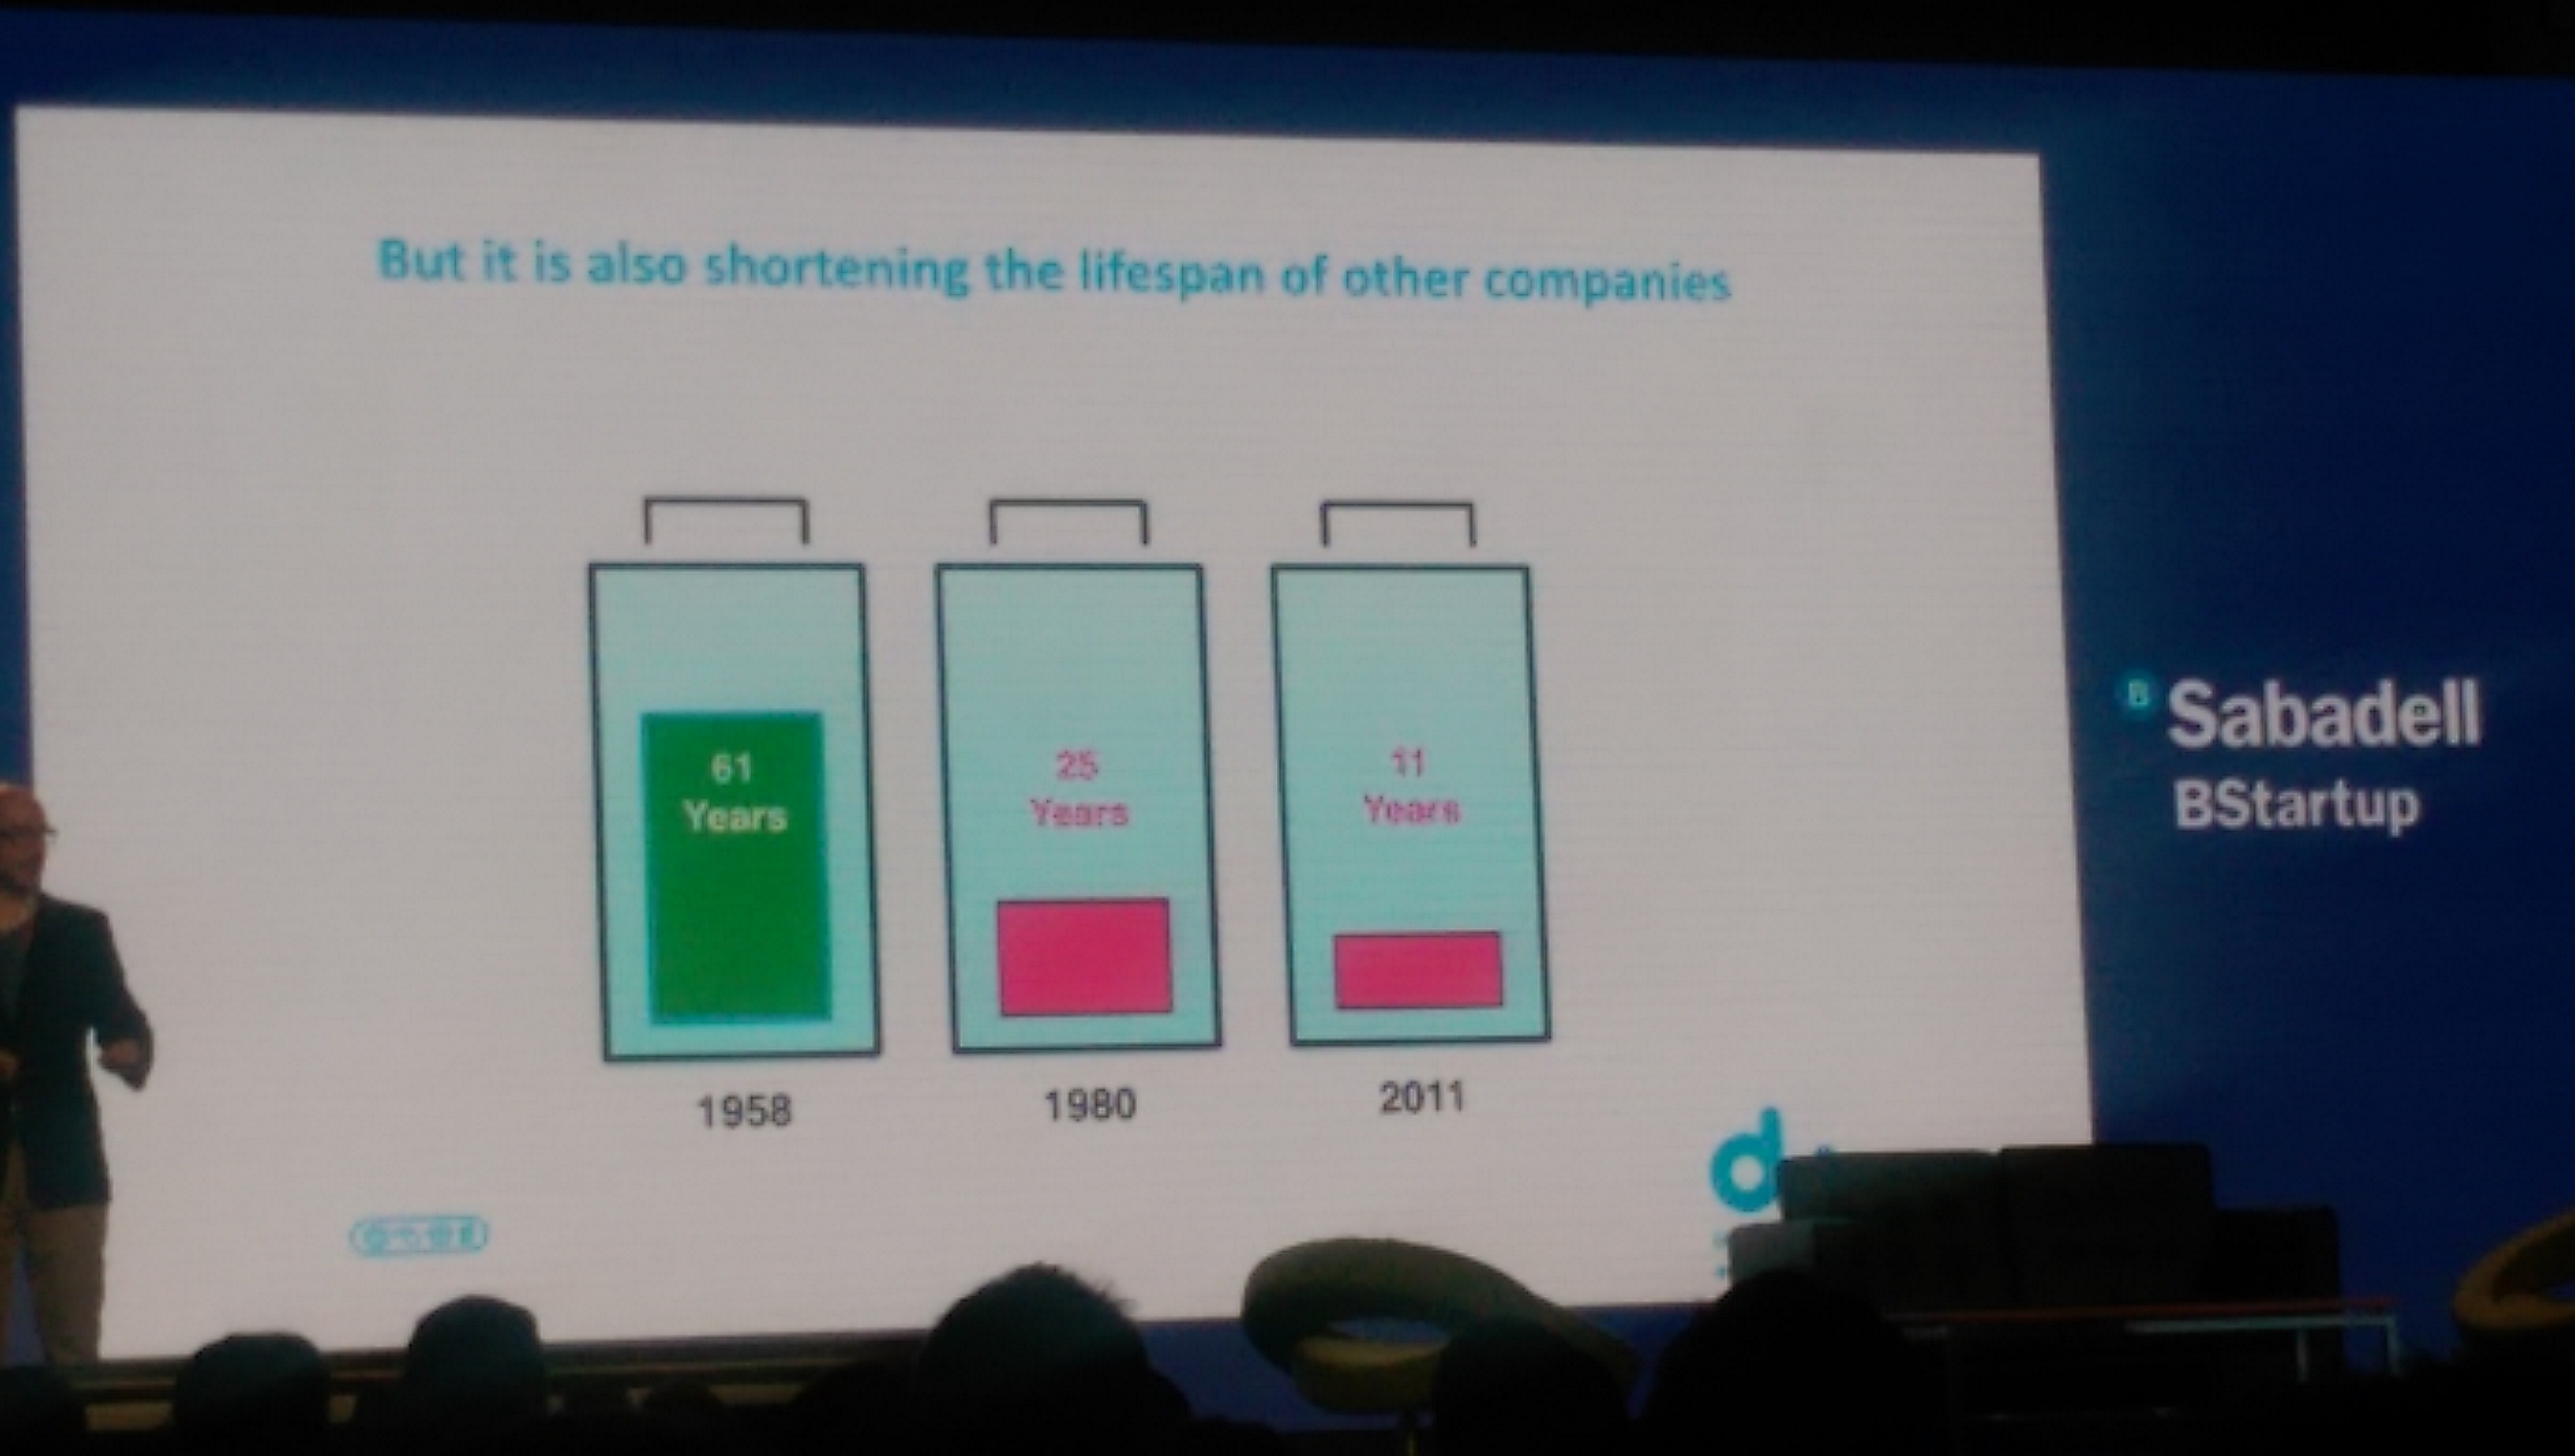 But it is also shortening the lifespan of other companies
61
Years
25
Years
11
Years
1958
1980
2011
d
B Sabadell
BStartup